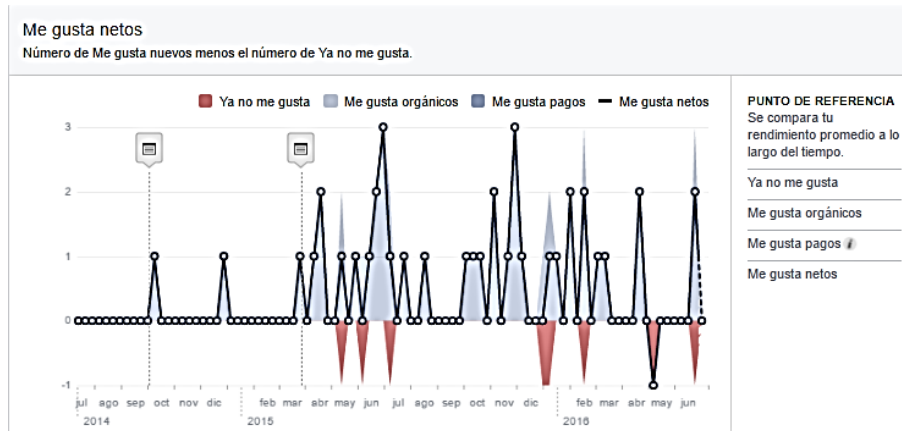 Me gusta netos
Número de Me gusta nuevos menos el número de Ya no me gusta.
Ya no me gusta Me gusta orgánicos Me gusta pagos Me gusta netos
3
2
1
0
-1
jul ago sep oct nov dic feb mar abr may jun jul ago sep oct nov dic feb mar abr may jun
2014 2015 2016
PUNTO DE REFERENCIA
Se compara tu
rendimiento promedio a lo
largo del tiempo.
Ya no me gusta
Me gusta orgánicos
Me gusta pagos i
Me gusta netos